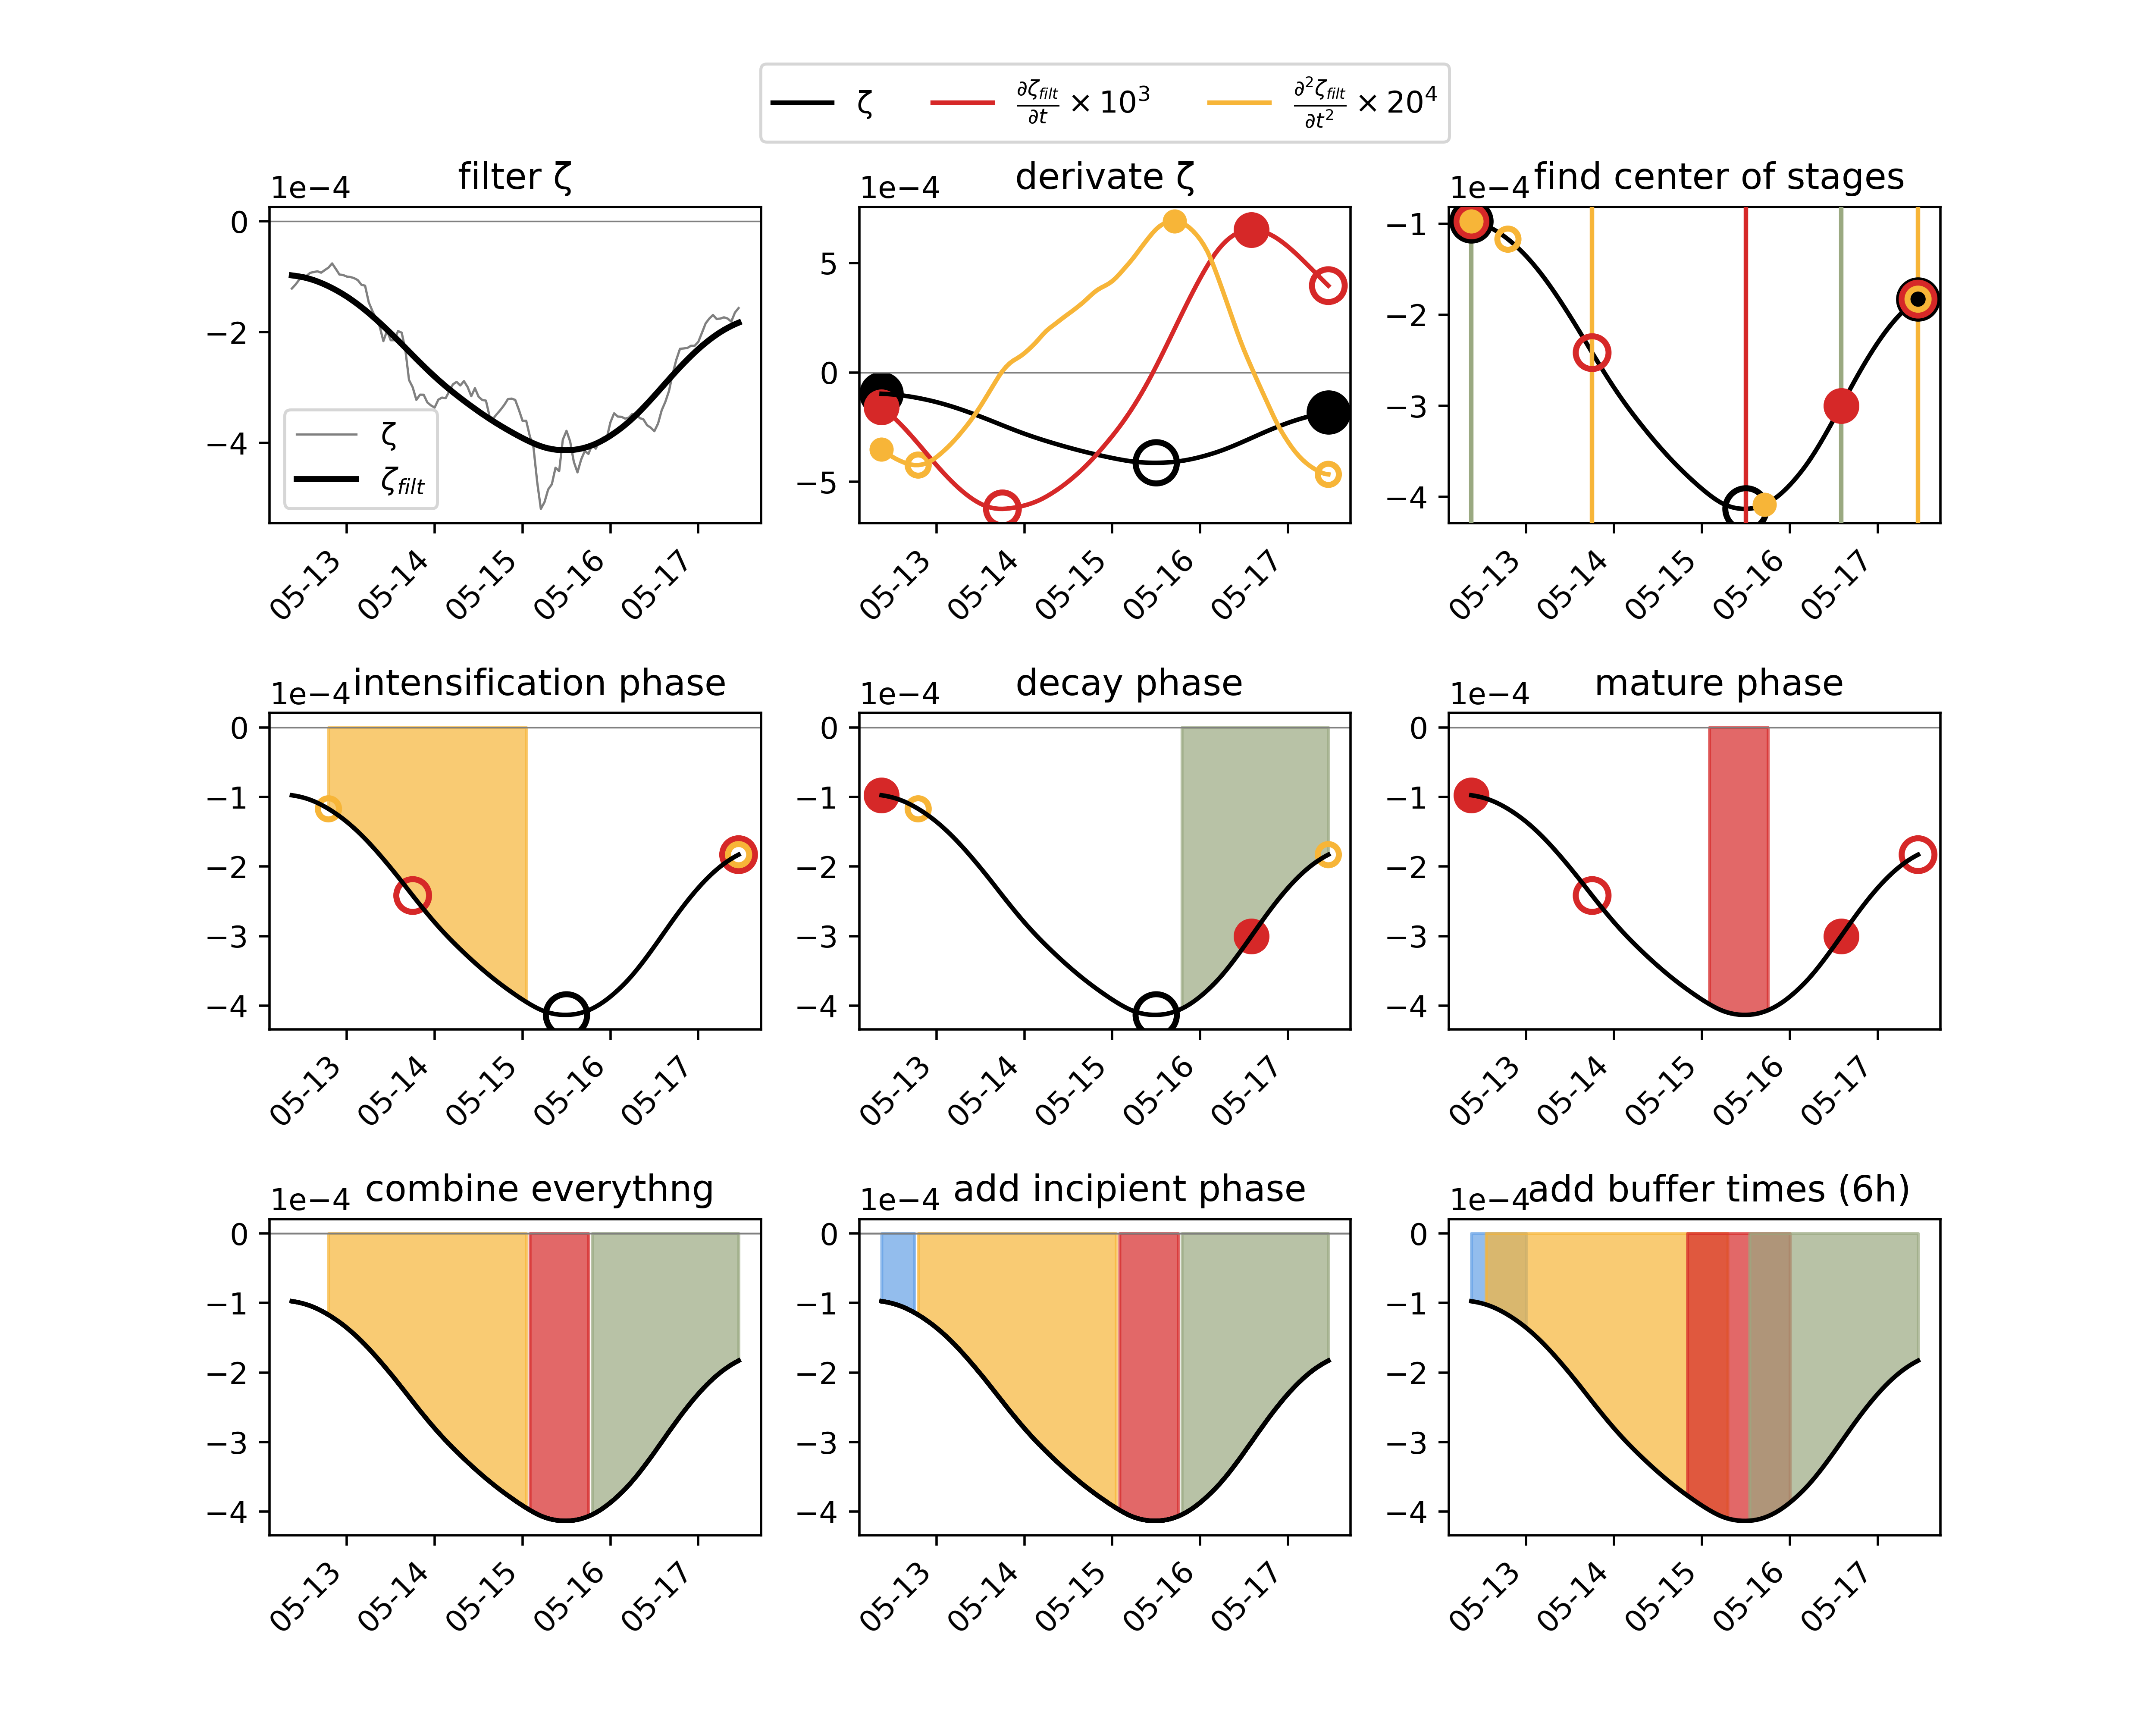 ζ ∂ζ_filt/∂t × 10³ ∂²ζ_filt/∂t² × 20⁴
filter ζ
1e−4
0
−2
−4
ζ
ζ_filt
05-13 05-14 05-15 05-16 05-17
derivate ζ
1e−4
5
0
−5
05-13 05-14 05-15 05-16 05-17
find center of stages
1e−4
−1
−2
−3
−4
05-13 05-14 05-15 05-16 05-17
intensification phase
1e−4
0
−1
−2
−3
−4
05-13 05-14 05-15 05-16 05-17
decay phase
1e−4
0
−1
−2
−3
−4
05-13 05-14 05-15 05-16 05-17
mature phase
1e−4
0
−1
−2
−3
−4
05-13 05-14 05-15 05-16 05-17
combine everythng
1e−4
0
−1
−2
−3
−4
05-13 05-14 05-15 05-16 05-17
add incipient phase
1e−4
0
−1
−2
−3
−4
05-13 05-14 05-15 05-16 05-17
add buffer times (6h)
1e−4
0
−1
−2
−3
−4
05-13 05-14 05-15 05-16 05-17